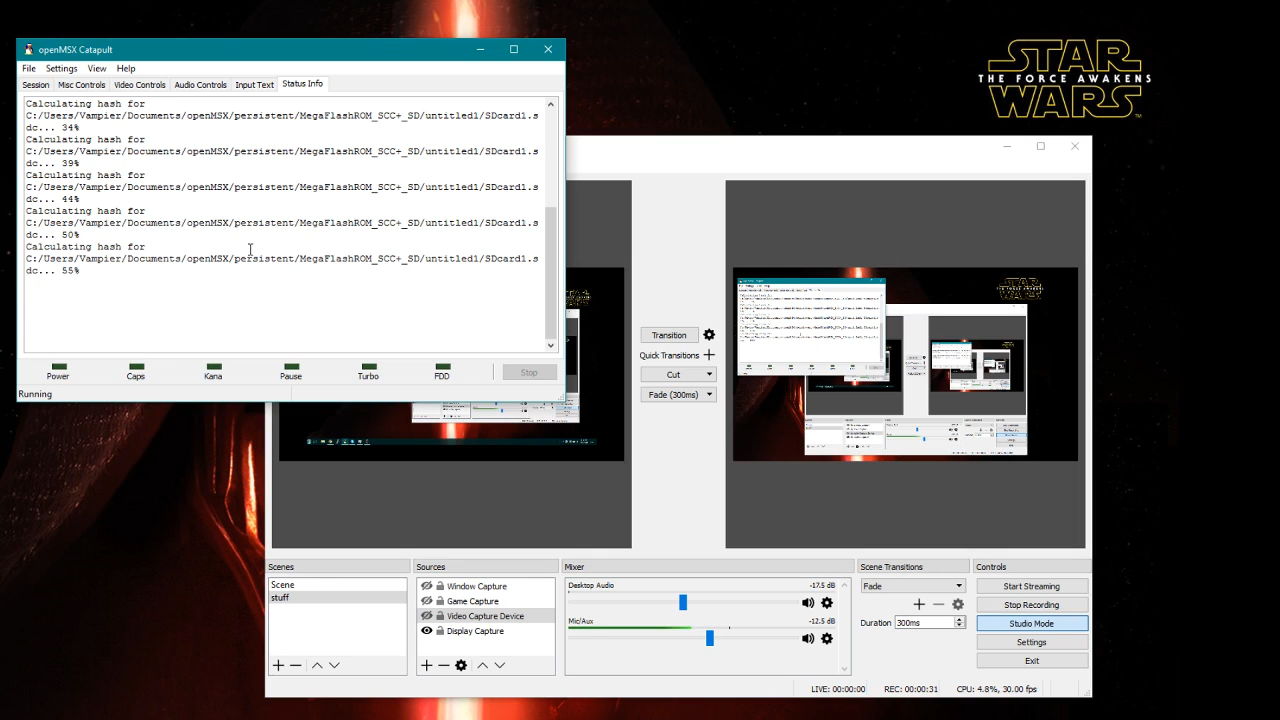 openMSX Catapult
File Settings View Help
Session Misc Controls Video Controls Audio Controls Input Text Status Info
Calculating hash for
C:/Users/Vampier/Documents/openMSX/persistent/MegaFlashROM_SCC+_SD/untitled1/SDcard1.s
dc... 34%
Calculating hash for
C:/Users/Vampier/Documents/openMSX/persistent/MegaFlashROM_SCC+_SD/untitled1/SDcard1.s
dc... 39%
Calculating hash for
C:/Users/Vampier/Documents/openMSX/persistent/MegaFlashROM_SCC+_SD/untitled1/SDcard1.s
dc... 44%
Calculating hash for
C:/Users/Vampier/Documents/openMSX/persistent/MegaFlashROM_SCC+_SD/untitled1/SDcard1.s
dc... 50%
Calculating hash for
C:/Users/Vampier/Documents/openMSX/persistent/MegaFlashROM_SCC+_SD/untitled1/SDcard1.s
dc... 55%
Power Caps Kana Pause Turbo FDD Stop
Running
STAR
THE FORCE AWAKENS
WARS
Transition
Quick Transitions
Cut
Fade (300ms)
Scenes
Scene
stuff
Sources
Window Capture
Game Capture
Video Capture Device
Display Capture
Mixer
Desktop Audio -17.5 dB
Mic/Aux -12.5 dB
Scene Transitions
Fade
Duration 300ms
Controls
Start Streaming
Stop Recording
Studio Mode
Settings
Exit
LIVE: 00:00:00 REC: 00:00:31 CPU: 4.8%, 30.00 fps